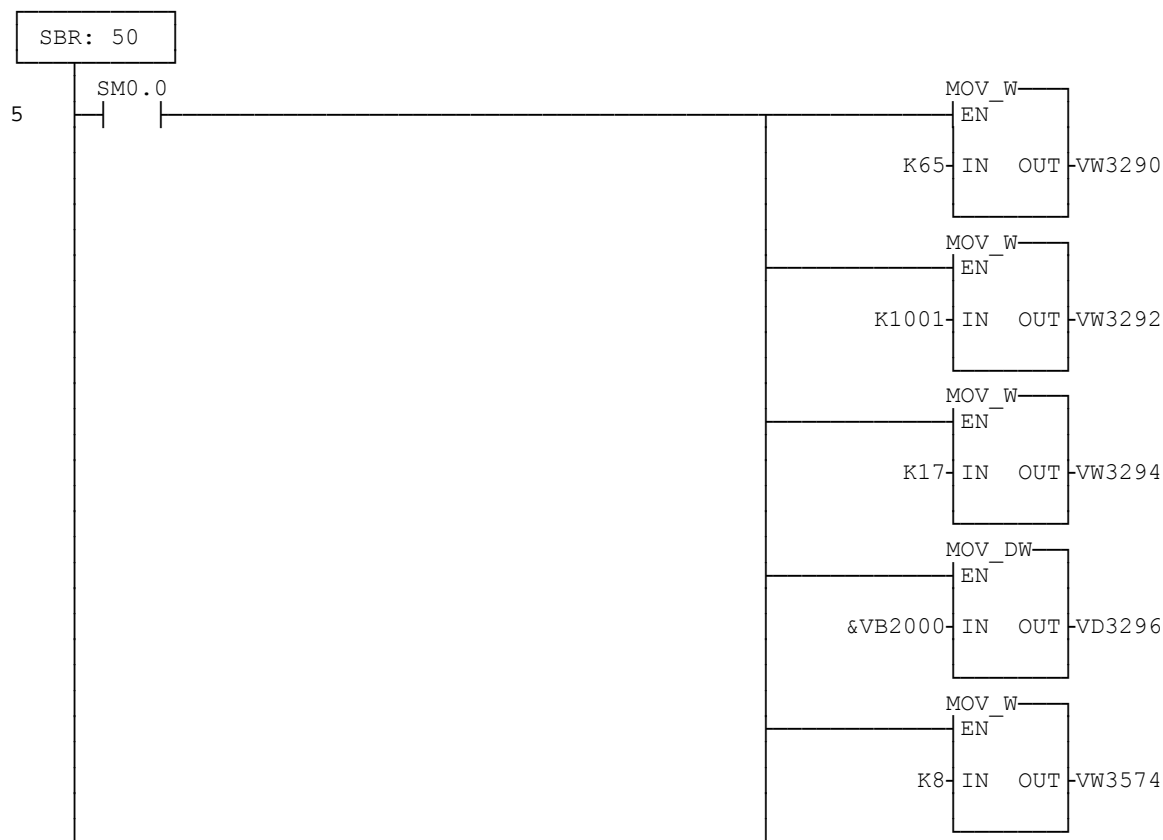 SBR: 50
SM0.0 MOV_W
5 EN
K65 IN OUT VW3290
MOV_W
EN
K1001 IN OUT VW3292
MOV_W
EN
K17 IN OUT VW3294
MOV_DW
EN
&VB2000 IN OUT VD3296
MOV_W
EN
K8 IN OUT VW3574